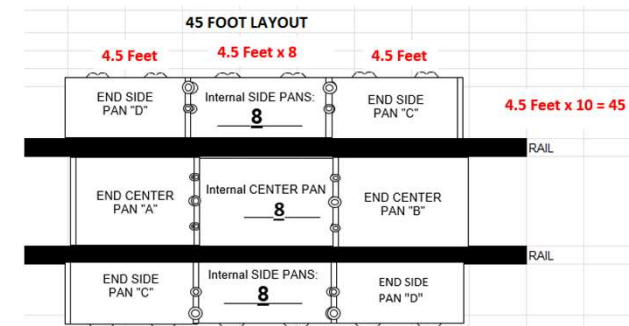 45 FOOT LAYOUT
4.5 Feet
4.5 Feet x 8
4.5 Feet
END SIDE
PAN "D"
Internal SIDE PANS:
8
END SIDE
PAN "C"
4.5 Feet x 10 = 45
RAIL
END CENTER
PAN "A"
Internal CENTER PAN
8
END CENTER
PAN "B"
RAIL
END SIDE
PAN "C"
Internal SIDE PANS:
8
END SIDE
PAN "D"